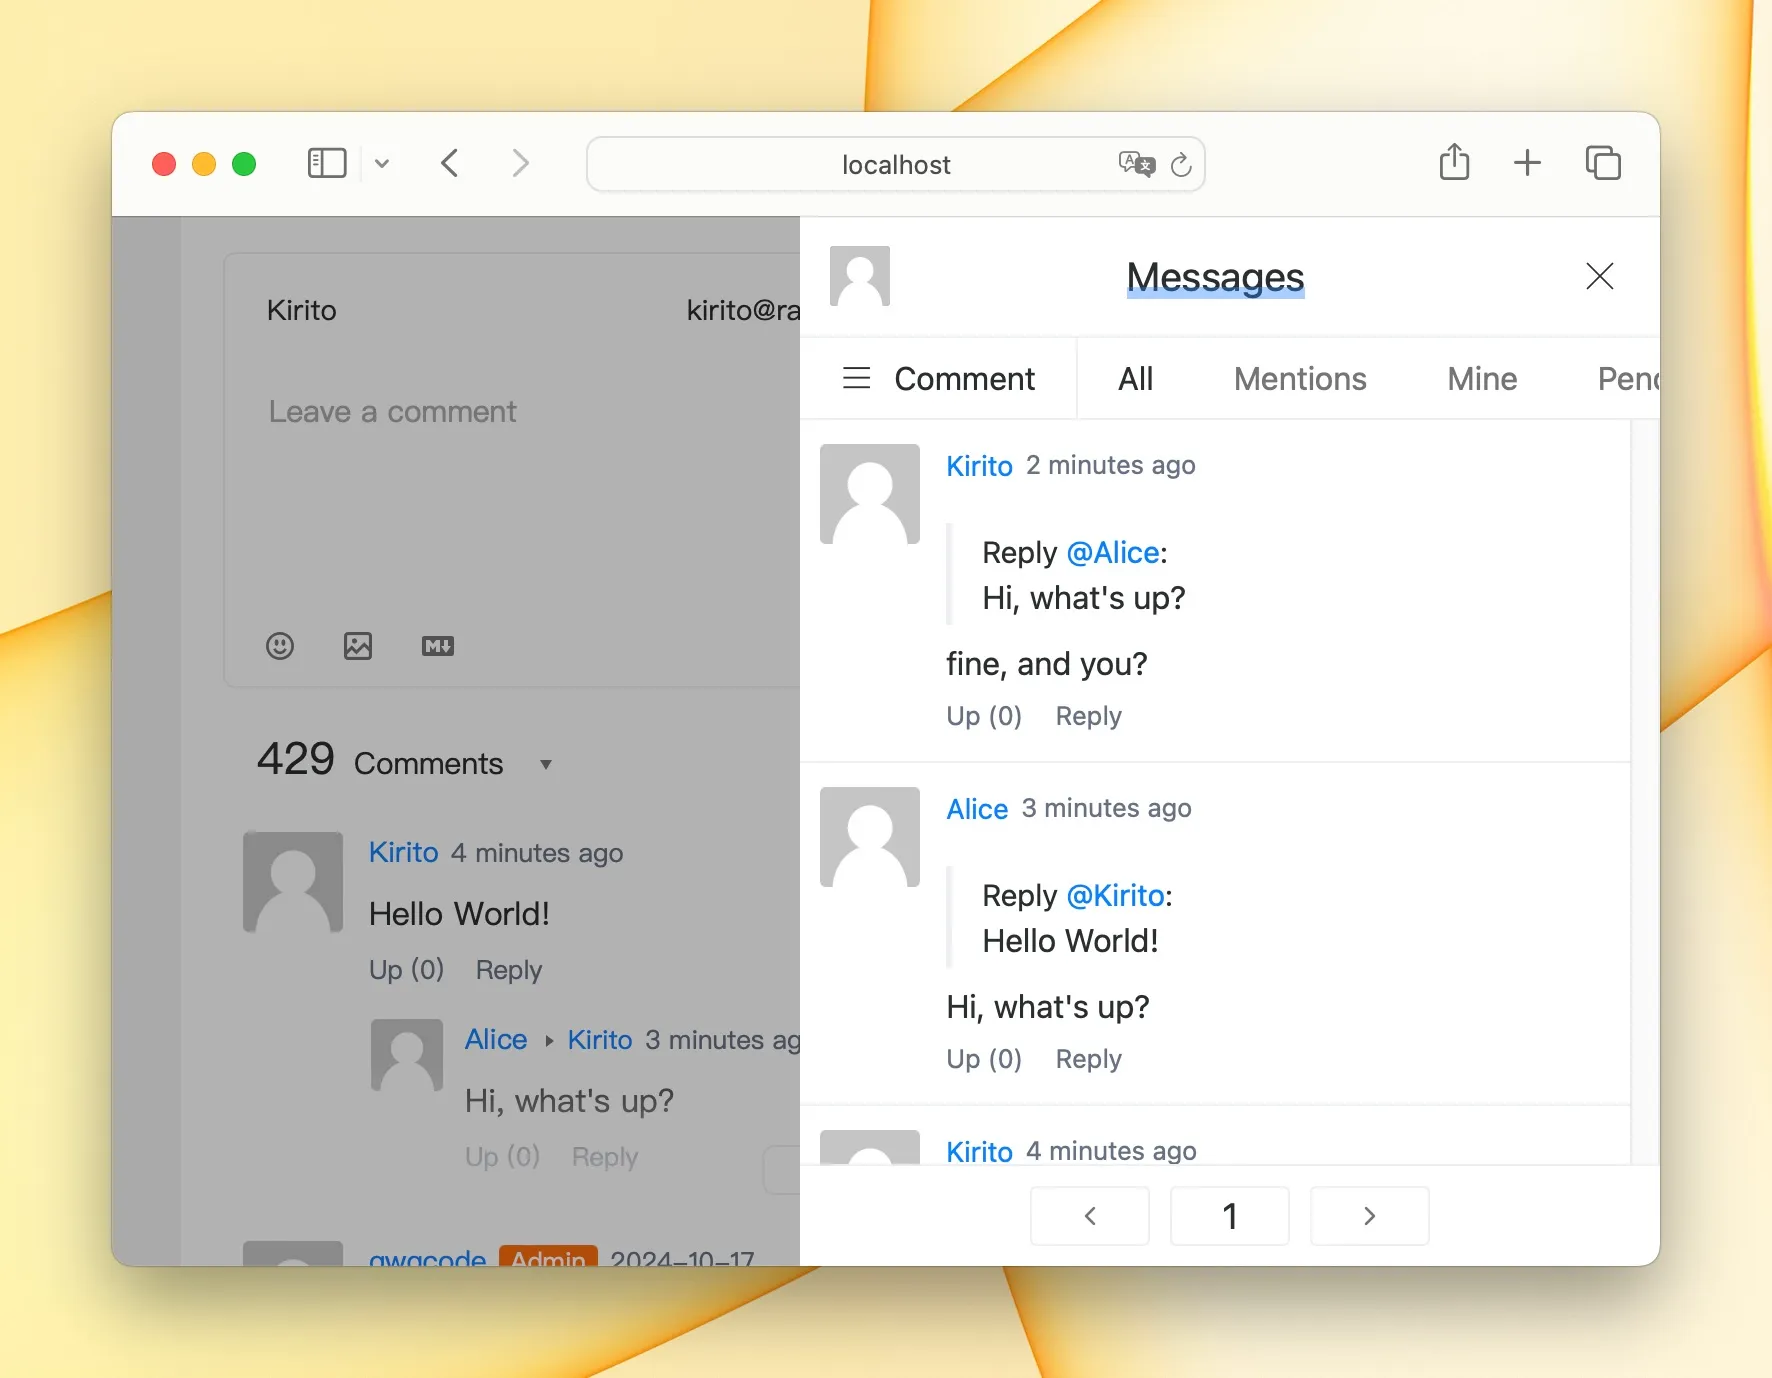 localhost
Kirito
kirito@ra
Leave a comment
429 Comments
Kirito 4 minutes ago
Hello World!
Up (0) Reply
Alice Kirito 3 minutes ag
Hi, what's up?
Up (0) Reply
qwqcode Admin 2024-10-17
Messages
Comment
All
Mentions
Mine
Pend
Kirito 2 minutes ago
Reply @Alice:
Hi, what's up?
fine, and you?
Up (0) Reply
Alice 3 minutes ago
Reply @Kirito:
Hello World!
Hi, what's up?
Up (0) Reply
Kirito 4 minutes ago
1